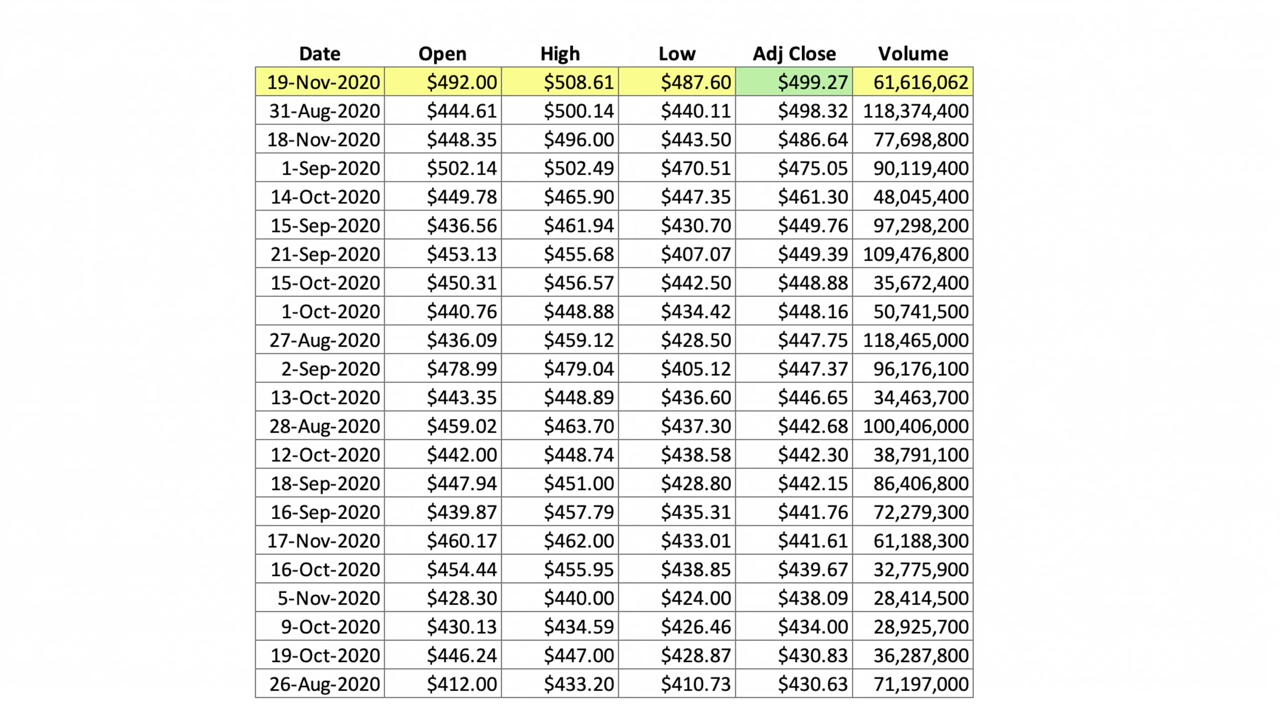 Date Open High Low Adj Close Volume
19-Nov-2020 $492.00 $508.61 $487.60 $499.27 61,616,062
31-Aug-2020 $444.61 $500.14 $440.11 $498.32 118,374,400
18-Nov-2020 $448.35 $496.00 $443.50 $486.64 77,698,800
1-Sep-2020 $502.14 $502.49 $470.51 $475.05 90,119,400
14-Oct-2020 $449.78 $465.90 $447.35 $461.30 48,045,400
15-Sep-2020 $436.56 $461.94 $430.70 $449.76 97,298,200
21-Sep-2020 $453.13 $455.68 $407.07 $449.39 109,476,800
15-Oct-2020 $450.31 $456.57 $442.50 $448.88 35,672,400
1-Oct-2020 $440.76 $448.88 $434.42 $448.16 50,741,500
27-Aug-2020 $436.09 $459.12 $428.50 $447.75 118,465,000
2-Sep-2020 $478.99 $479.04 $405.12 $447.37 96,176,100
13-Oct-2020 $443.35 $448.89 $436.60 $446.65 34,463,700
28-Aug-2020 $459.02 $463.70 $437.30 $442.68 100,406,000
12-Oct-2020 $442.00 $448.74 $438.58 $442.30 38,791,100
18-Sep-2020 $447.94 $451.00 $428.80 $442.15 86,406,800
16-Sep-2020 $439.87 $457.79 $435.31 $441.76 72,279,300
17-Nov-2020 $460.17 $462.00 $433.01 $441.61 61,188,300
16-Oct-2020 $454.44 $455.95 $438.85 $439.67 32,775,900
5-Nov-2020 $428.30 $440.00 $424.00 $438.09 28,414,500
9-Oct-2020 $430.13 $434.59 $426.46 $434.00 28,925,700
19-Oct-2020 $446.24 $447.00 $428.87 $430.83 36,287,800
26-Aug-2020 $412.00 $433.20 $410.73 $430.63 71,197,000